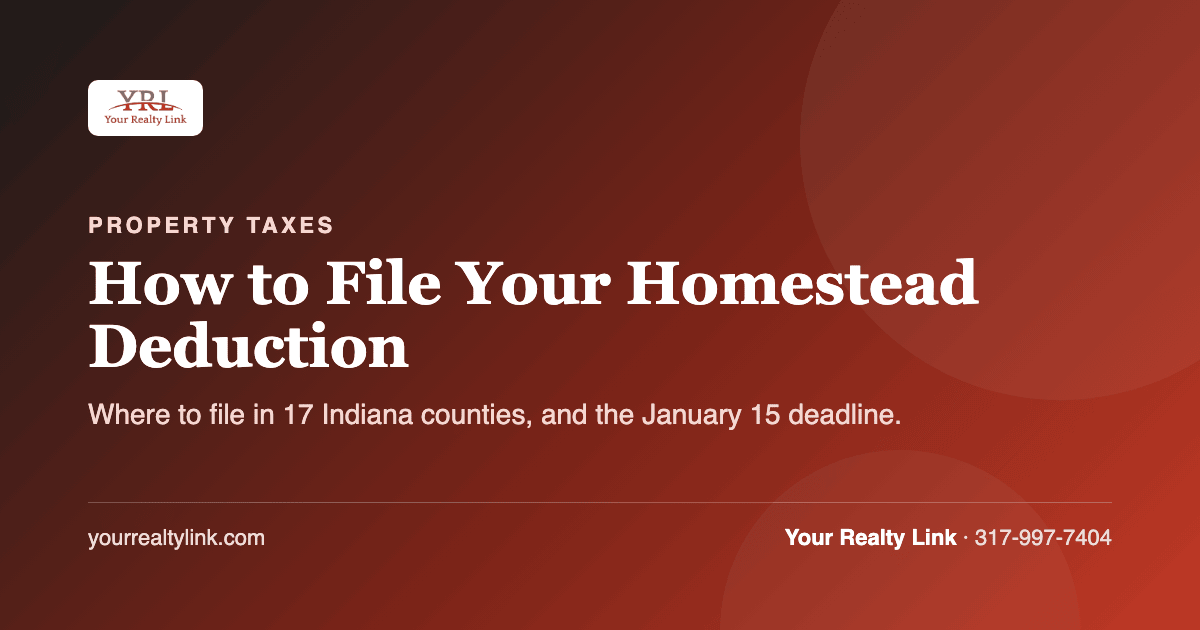 YRL
Your Realty Link
PROPERTY TAXES
How to File Your Homestead
Deduction
Where to file in 17 Indiana counties, and the January 15 deadline.
yourrealtylink.com
Your Realty Link · 317-997-7404